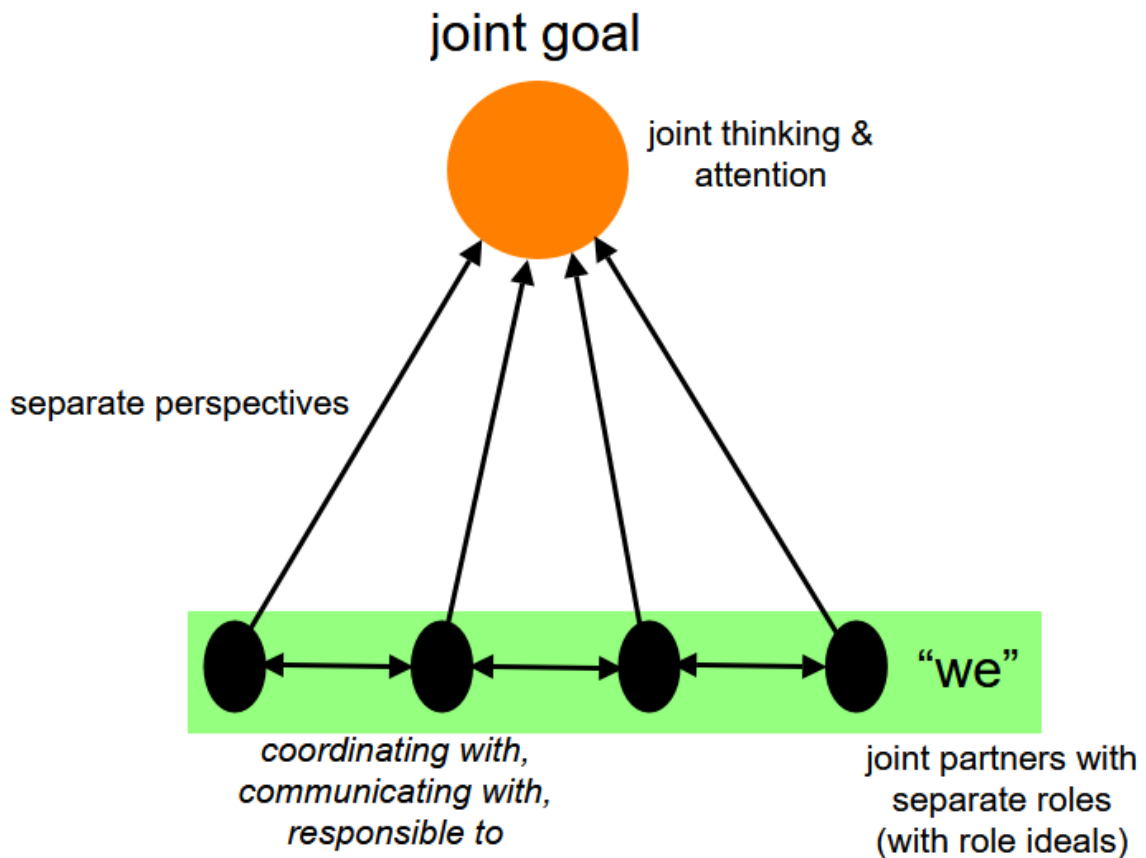 joint goal
joint thinking &
attention
separate perspectives
“we”
coordinating with,
communicating with,
responsible to
joint partners with
separate roles
(with role ideals)